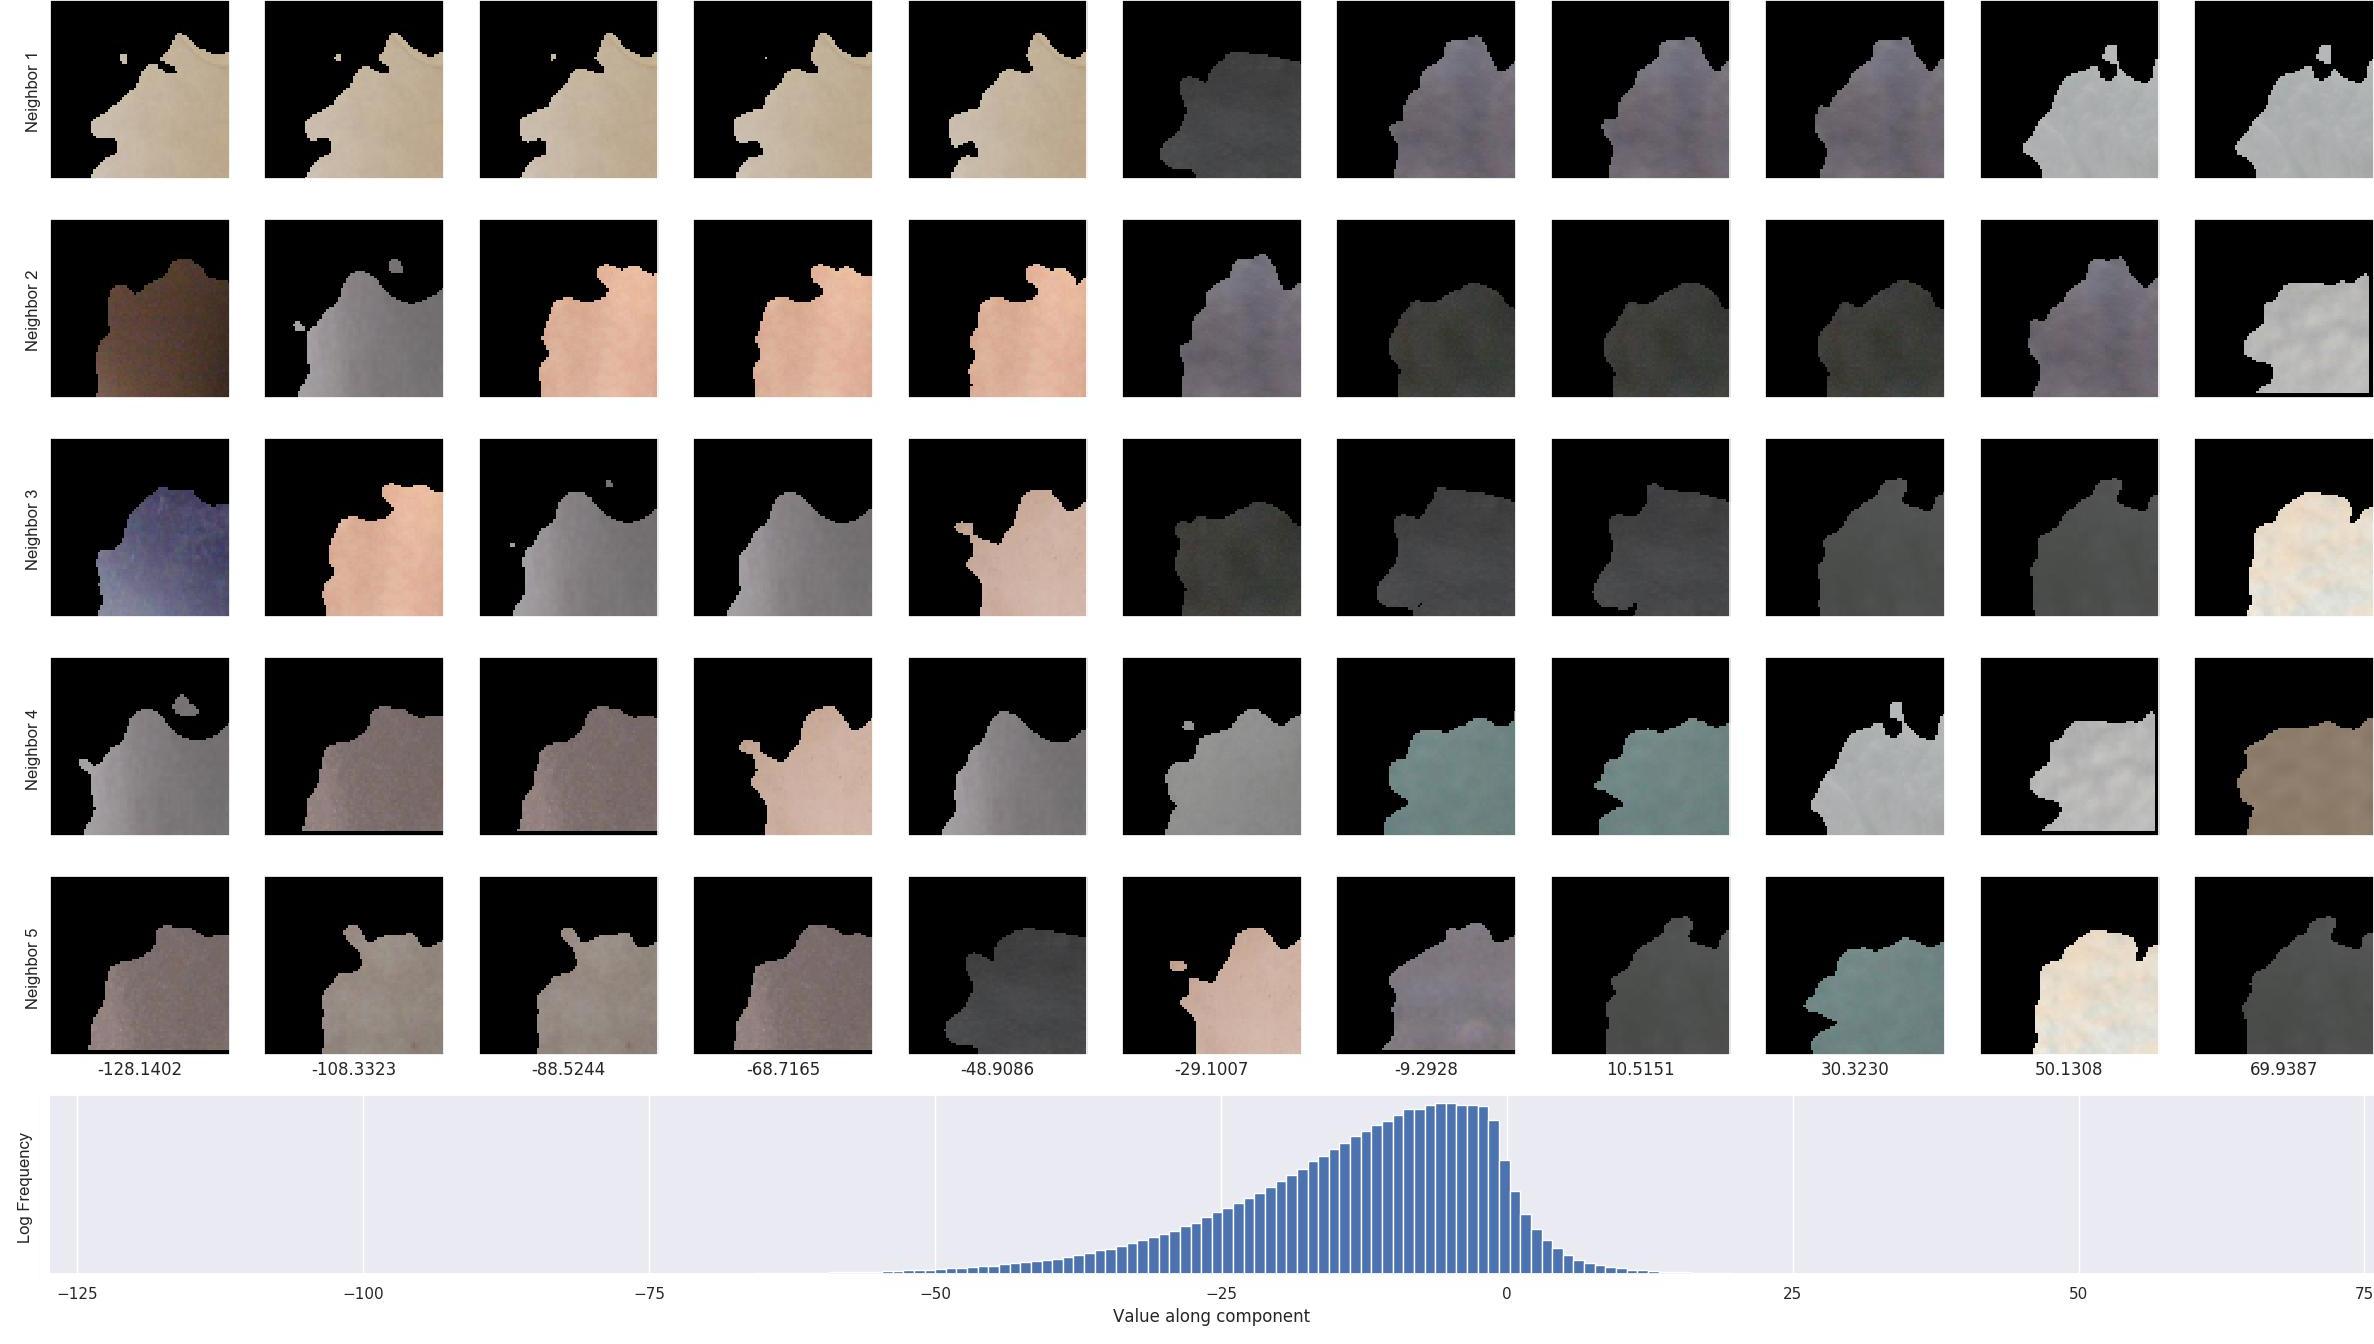 Neighbor 1
Neighbor 2
Neighbor 3
Neighbor 4
Neighbor 5
-128.1402 -108.3323 -88.5244 -68.7165 -48.9086 -29.1007 -9.2928 10.5151 30.3230 50.1308 69.9387
Log Frequency
−125 −100 −75 −50 −25 0 25 50 75
Value along component